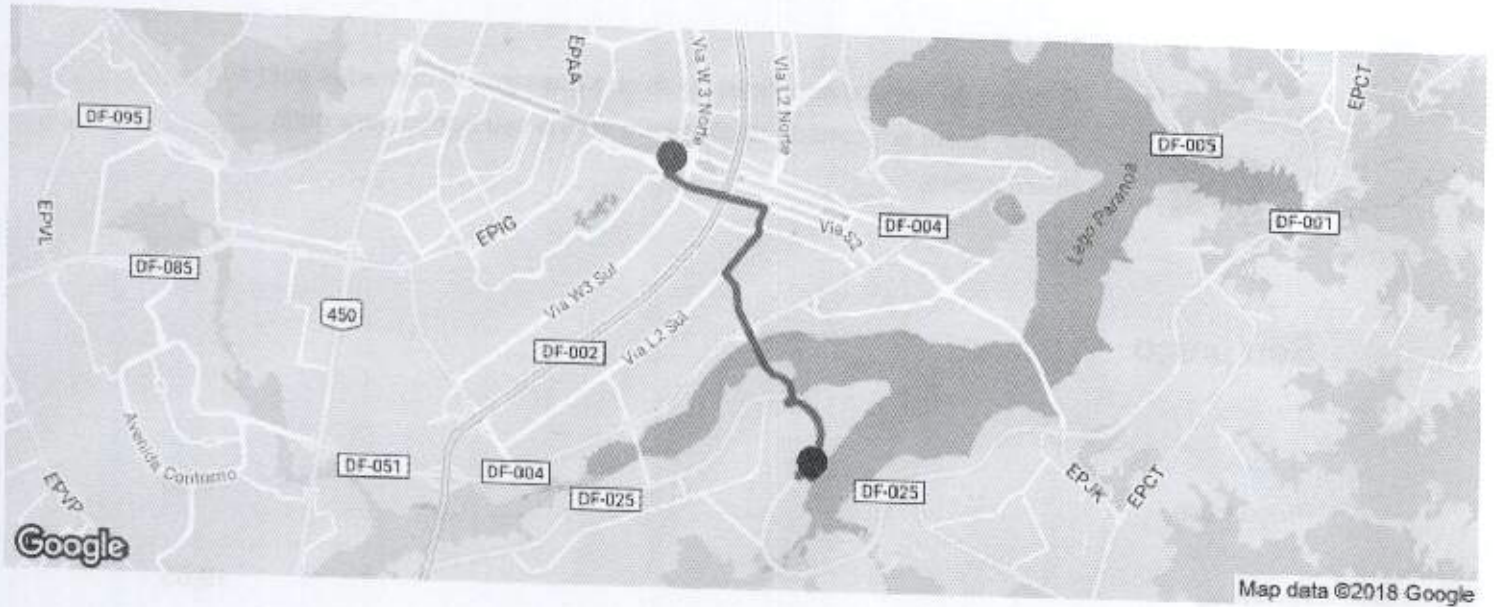 DF-095
EPAA
Via W 3 Norte
Via L2 Norte
EPCT
DF-005
EPVL
EPIG
Via S2
DF-004
Lago Paranoá
DF-001
DF-085
450
Via W3 Sul
DF-002
Via L2 Sul
Avenida Contorno
DF-051
DF-004
DF-025
DF-025
EPJK
EPCT
EPVP
Google
Map data ©2018 Google